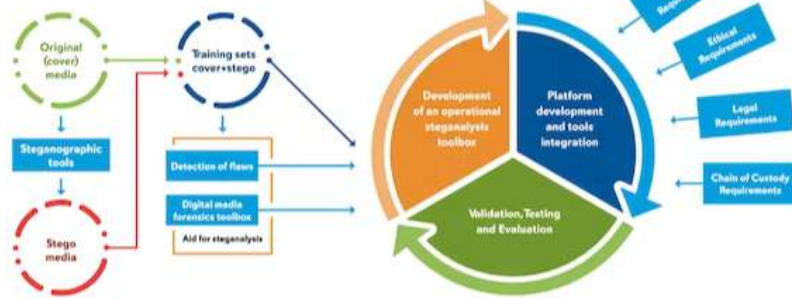 Original
(cover)
media
Steganographic
tools
Stego
media
Training sets
cover+stego
Detection of flaws
Digital media
forensics toolbox
Aid for steganalysis
Development
of an operational
steganalysis
toolbox
Platform
development
and tools
integration
Validation, Testing
and Evaluation
Ethical
Requirements
Legal
Requirements
Chain of Custody
Requirements